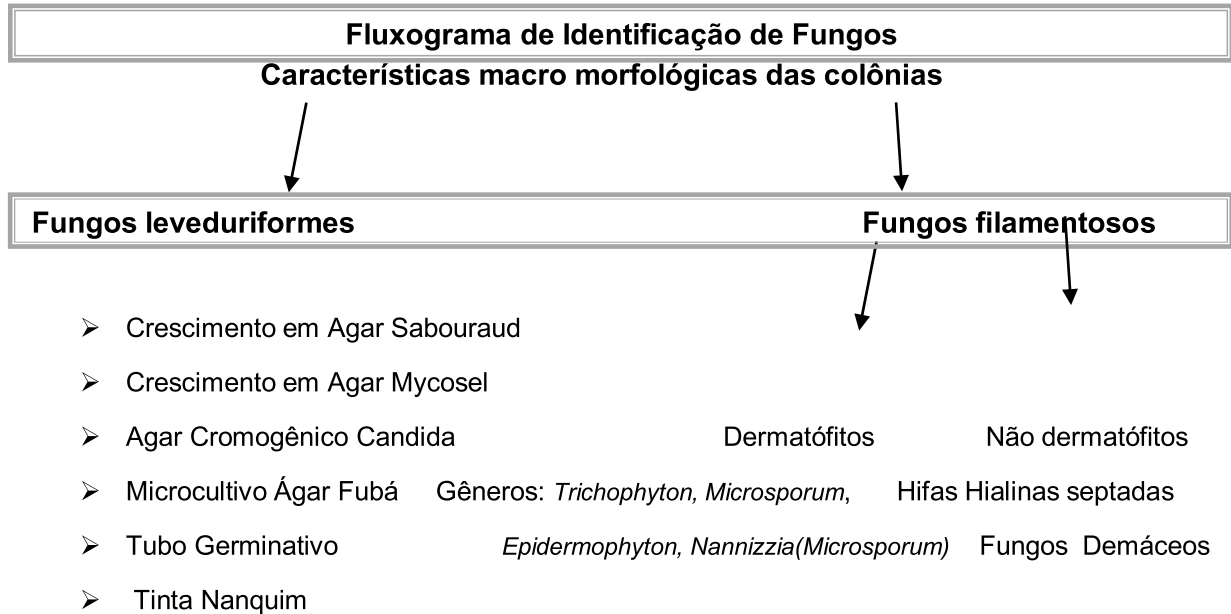 Fluxograma de Identificação de Fungos
Características macro morfológicas das colônias
Fungos leveduriformes Fungos filamentosos
➢ Crescimento em Agar Sabouraud
➢ Crescimento em Agar Mycosel
➢ Agar Cromogênico Candida Dermatófitos Não dermatófitos
➢ Microcultivo Ágar Fubá Gêneros: Trichophyton, Microsporum, Hifas Hialinas septadas
➢ Tubo Germinativo Epidermophyton, Nannizzia(Microsporum) Fungos Demáceos
➢ Tinta Nanquim